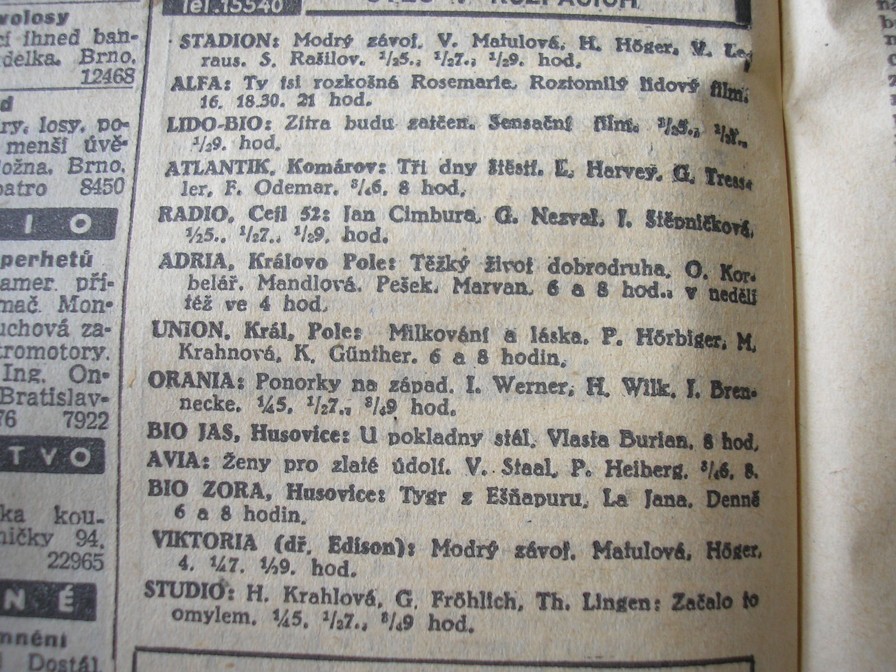 volosy
ci ihned ban-
delka. Brno.
12468
d
ry, losy, po-
menší úvě-
ložna, Brno,
patro 8450
I O
perhetů
amer. pří-
mač. Mon-
uchová za-
tromotory.
Ing. On-
Bratislav-
76 7922
TVO
ka kou-
ničky 94.
22965
N É
mnění
Dostál.
Tel.15540
STADION: Modrý závoj. V. Matulová, H. Höger,
raus. S. Rašilov. ½5., ½7., ½9. hod.
ALFA: Ty jsi rozkošná Rosemarie. Roztomilý lidový film.
16. 18.30. 21 hod.
LIDO-BIO: Zítra budu zatčen. Sensační film.
½9. hod.
ATLANTIK, Komárov: Tři dny štěstí. L. Harvey, G. Tress-
ler, F. Odemar. ¾6, 8 hod.
RADIO, Cejl 52: Jan Cimbura. G. Nezval, J. Stěpničková.
½5., ½7., ½9. hod.
ADRIA, Královo Pole: Těžký život dobrodruha. O. Kor-
belář. Mandlová. Pešek. Marvan. 6 a 8 hod., v neděli
též ve 4 hod.
UNION, Král. Pole: Milkování a láska. P. Hörbiger, M.
Krahnová, K. Günther. 6 a 8 hodin.
ORANIA: Ponorky na západ. I. Werner, H. Wilk, J. Bren-
necke. ¼5, ½7., ¾9 hod.
BIO JAS, Husovice: U pokladny stál. Vlasta Burian. 8 hod.
AVIA: Ženy pro zlaté údolí. V. Staal, P. Heiberg. ¾6, 8.
BIO ZORA, Husovice: Tygr z Ešňapuru. La Jana. Denně
6 a 8 hodin.
VIKTORIA (dř. Edison): Modrý závoj. Matulová, Höger.
4. ¼7. ½9. hod.
STUDIO: H. Krahlová, G. Fröhlich, Th. Lingen: Začalo to
omylem. ¼5, ½7., ¾9 hod.